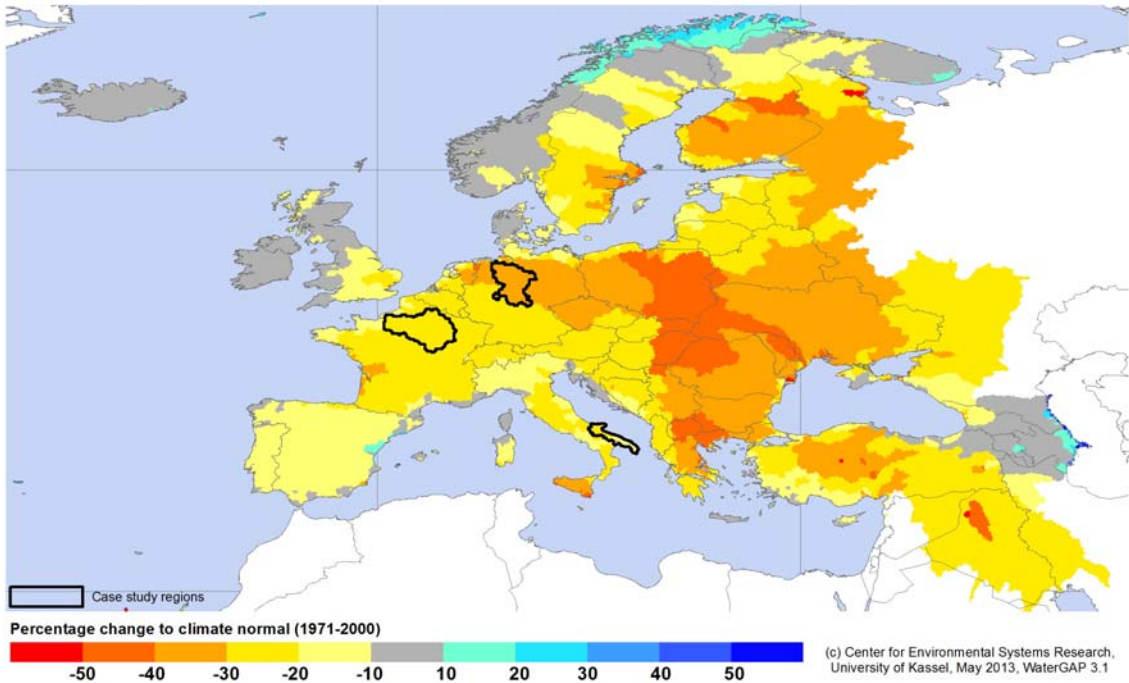 Case study regions
Percentage change to climate normal (1971-2000)
-50 -40 -30 -20 -10 10 20 30 40 50
(c) Center for Environmental Systems Research,
University of Kassel, May 2013, WaterGAP 3.1